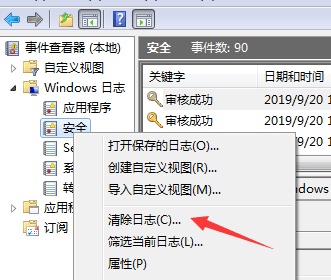 事件查看器 (本地)
自定义视图
Windows 日志
应用程序
安全
Se
系
转
应用程
订阅
安全 事件数: 90
关键字 日期和时间
审核成功 2019/9/20 1
审核成功 2019/9/20 1
打开保存的日志(O)...
创建自定义视图(R)...
导入自定义视图(M)...
清除日志(C)...
筛选当前日志(L)...
属性(P)
ndows